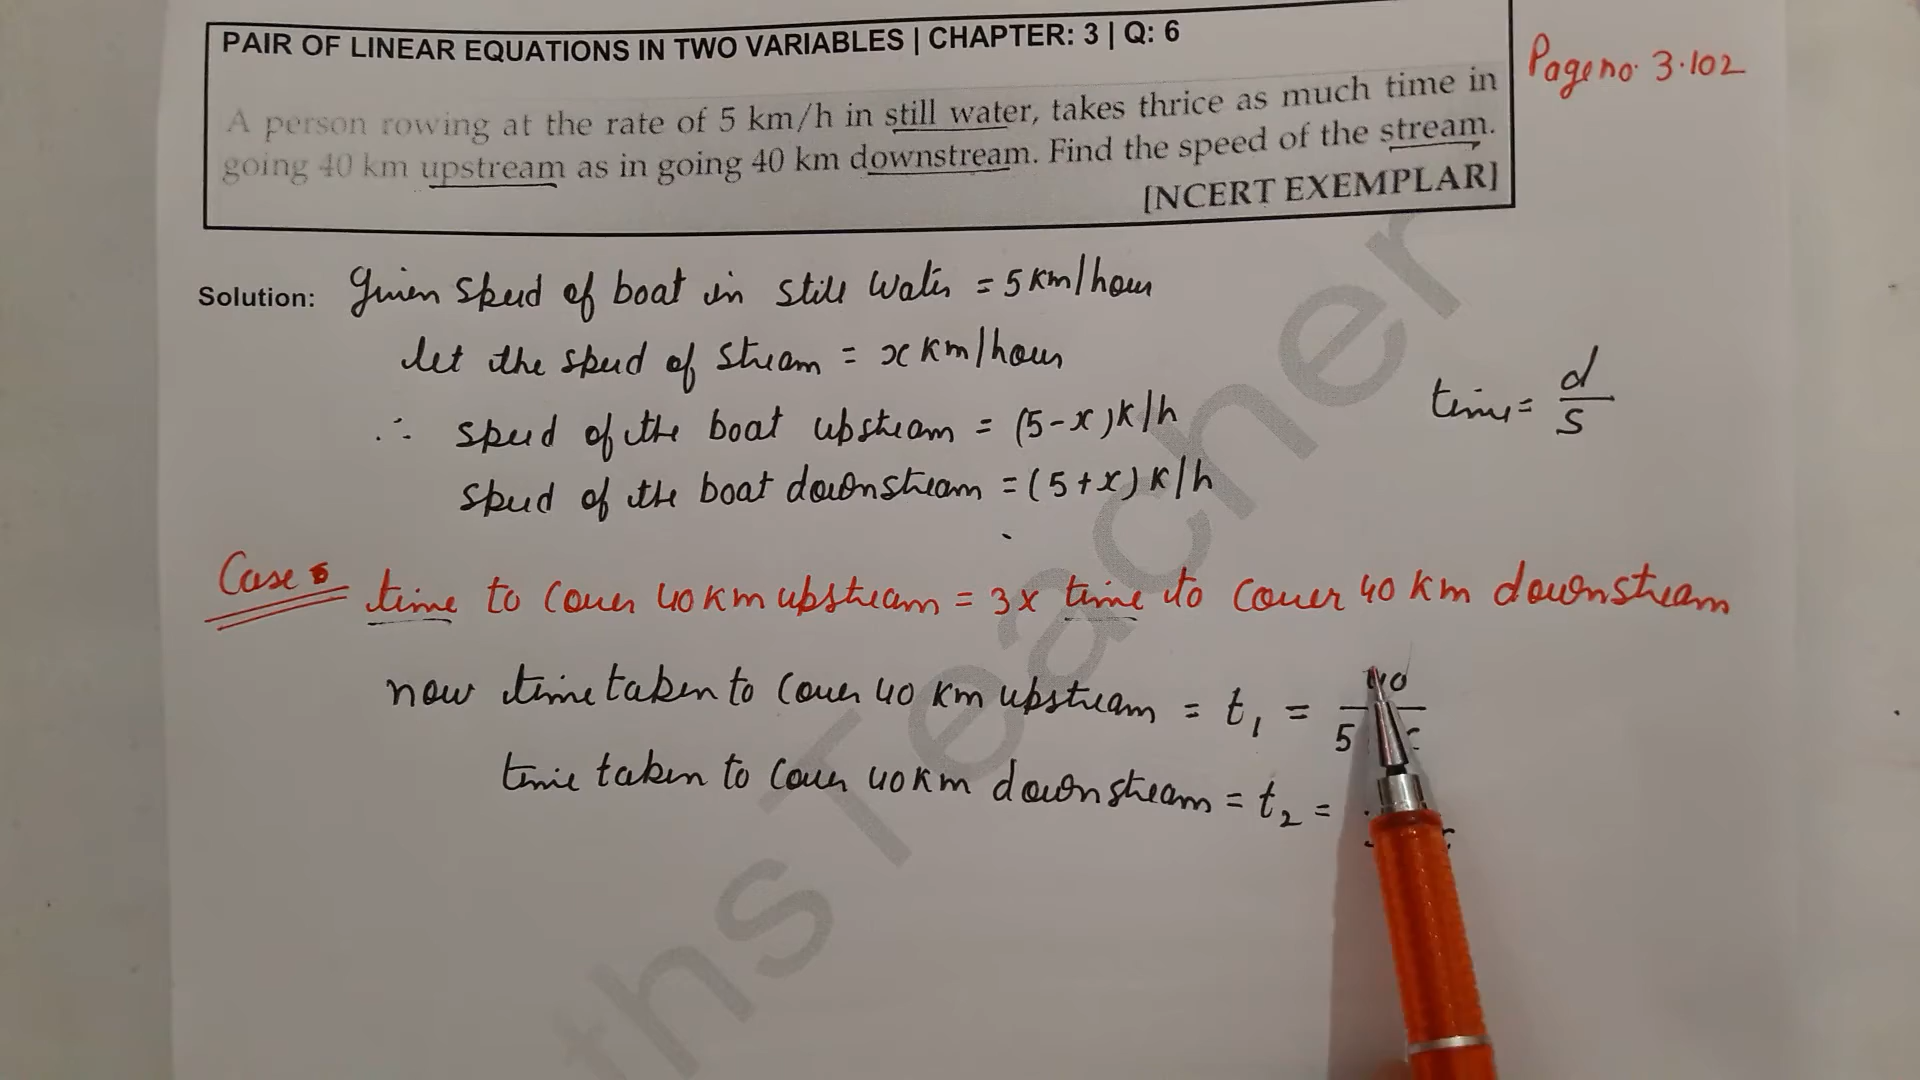 PAIR OF LINEAR EQUATIONS IN TWO VARIABLES | CHAPTER: 3 | Q: 6
Page no. 3.102
A person rowing at the rate of 5 km/h in still water, takes thrice as much time in
going 40 km upstream as in going 40 km downstream. Find the speed of the stream.
[NCERT EXEMPLAR]
Solution: Given speed of boat in still water = 5 km/hour
let the speed of stream = x km/hour
time = d/s
∴ speed of the boat upstream = (5-x) k/h
speed of the boat downstream = (5+x) k/h
Case time to cover 40 km upstream = 3 x time to cover 40 km downstream
now time taken to cover 40 km upstream = t₁ = 40/5
time taken to cover 40 km downstream = t₂ =
ths Teacher